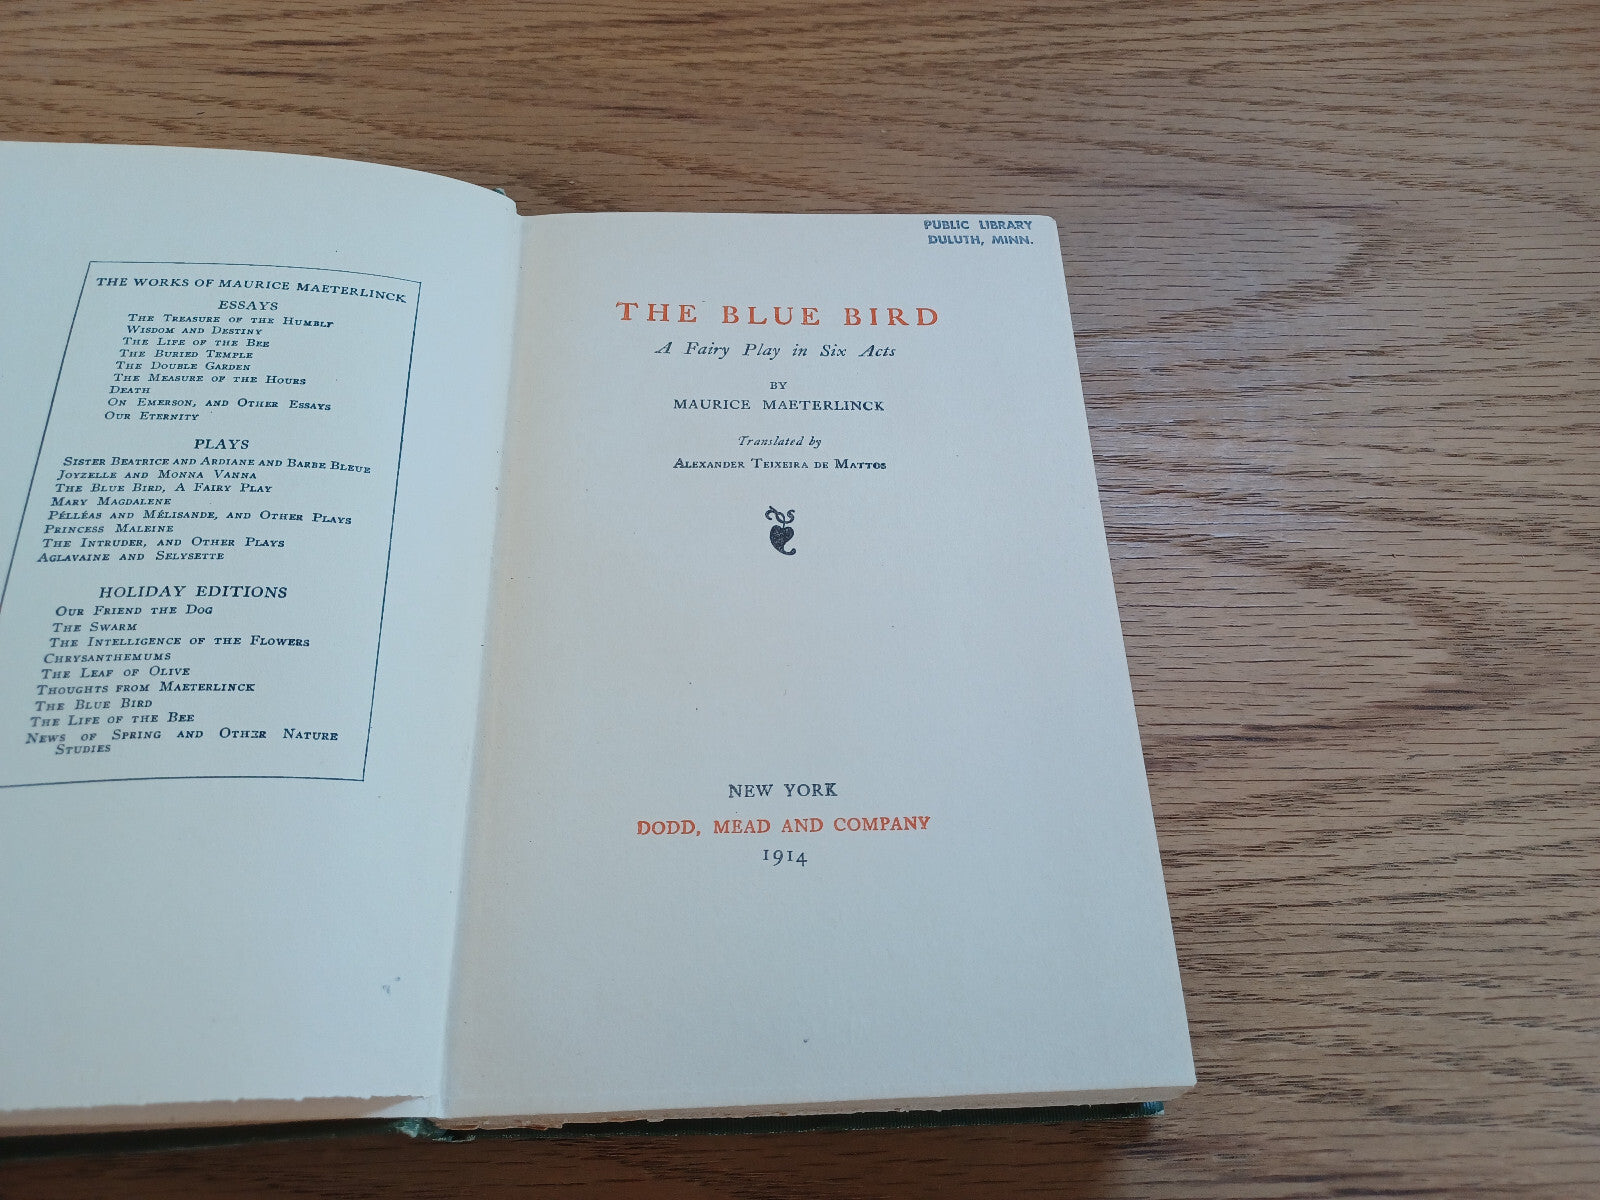 THE WORKS OF MAURICE MAETERLINCK
ESSAYS
THE TREASURE OF THE HUMBLE
WISDOM AND DESTINY
THE LIFE OF THE BEE
THE BURIED TEMPLE
THE DOUBLE GARDEN
THE MEASURE OF THE HOURS
DEATH
ON EMERSON, AND OTHER ESSAYS
OUR ETERNITY
PLAYS
SISTER BEATRICE AND ARDIANE AND BARBE BLEUE
JOYZELLE AND MONNA VANNA
THE BLUE BIRD, A FAIRY PLAY
MARY MAGDALENE
PÉLLÉAS AND MÉLISANDE, AND OTHER PLAYS
PRINCESS MALEINE
THE INTRUDER, AND OTHER PLAYS
AGLAVAINE AND SELYSETTE
HOLIDAY EDITIONS
OUR FRIEND THE DOG
THE SWARM
THE INTELLIGENCE OF THE FLOWERS
CHRYSANTHEMUMS
THE LEAF OF OLIVE
THOUGHTS FROM MAETERLINCK
THE BLUE BIRD
THE LIFE OF THE BEE
NEWS OF SPRING AND OTHER NATURE
STUDIES
PUBLIC LIBRARY
DULUTH, MINN.
THE BLUE BIRD
A Fairy Play in Six Acts
BY
MAURICE MAETERLINCK
Translated by
ALEXANDER TEIXEIRA DE MATTOS
NEW YORK
DODD, MEAD AND COMPANY
1914